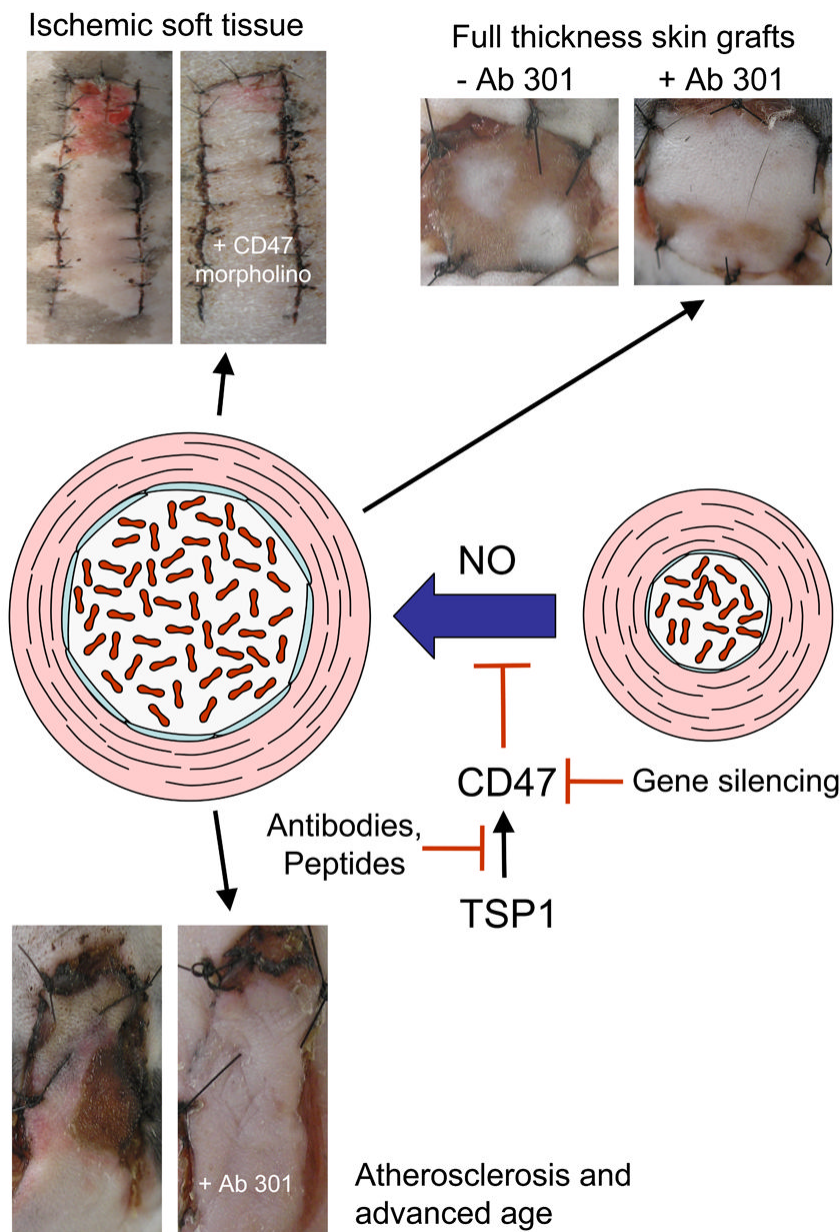 Ischemic soft tissue
+ CD47
morpholino
Full thickness skin grafts
- Ab 301
+ Ab 301
NO
CD47
Gene silencing
Antibodies,
Peptides
TSP1
+ Ab 301
Atherosclerosis and
advanced age